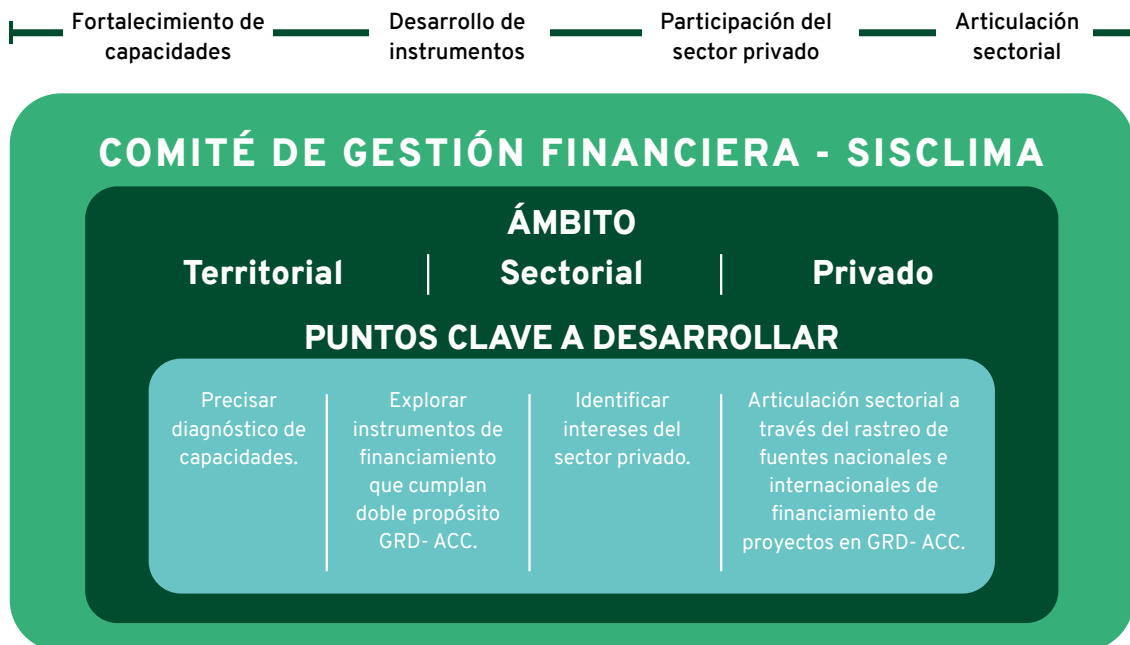 Fortalecimiento de
capacidades
Desarrollo de
instrumentos
Participación del
sector privado
Articulación
sectorial
COMITÉ DE GESTIÓN FINANCIERA - SISCLIMA
ÁMBITO
Territorial
Sectorial
Privado
PUNTOS CLAVE A DESARROLLAR
Precisar
diagnóstico de
capacidades.
Explorar
instrumentos de
financiamiento
que cumplan
doble propósito
GRD- ACC.
Identificar
intereses del
sector privado.
Articulación sectorial a
través del rastreo de
fuentes nacionales e
internacionales de
financiamiento de
proyectos en GRD- ACC.